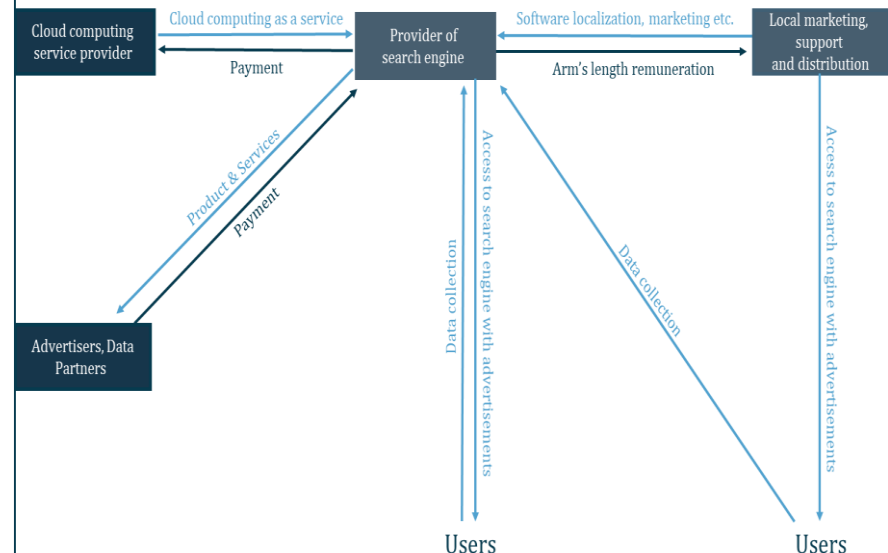 Cloud computing as a service
Software localization, marketing etc.
Cloud computing
service provider
Provider of
search engine
Local marketing,
support
and distribution
Payment
Arm's length remuneration
Product & Services
Payment
Data collection
Access to search engine with advertisements
Data collection
Access to search engine with advertisements
Advertisers, Data
Partners
Users
Users